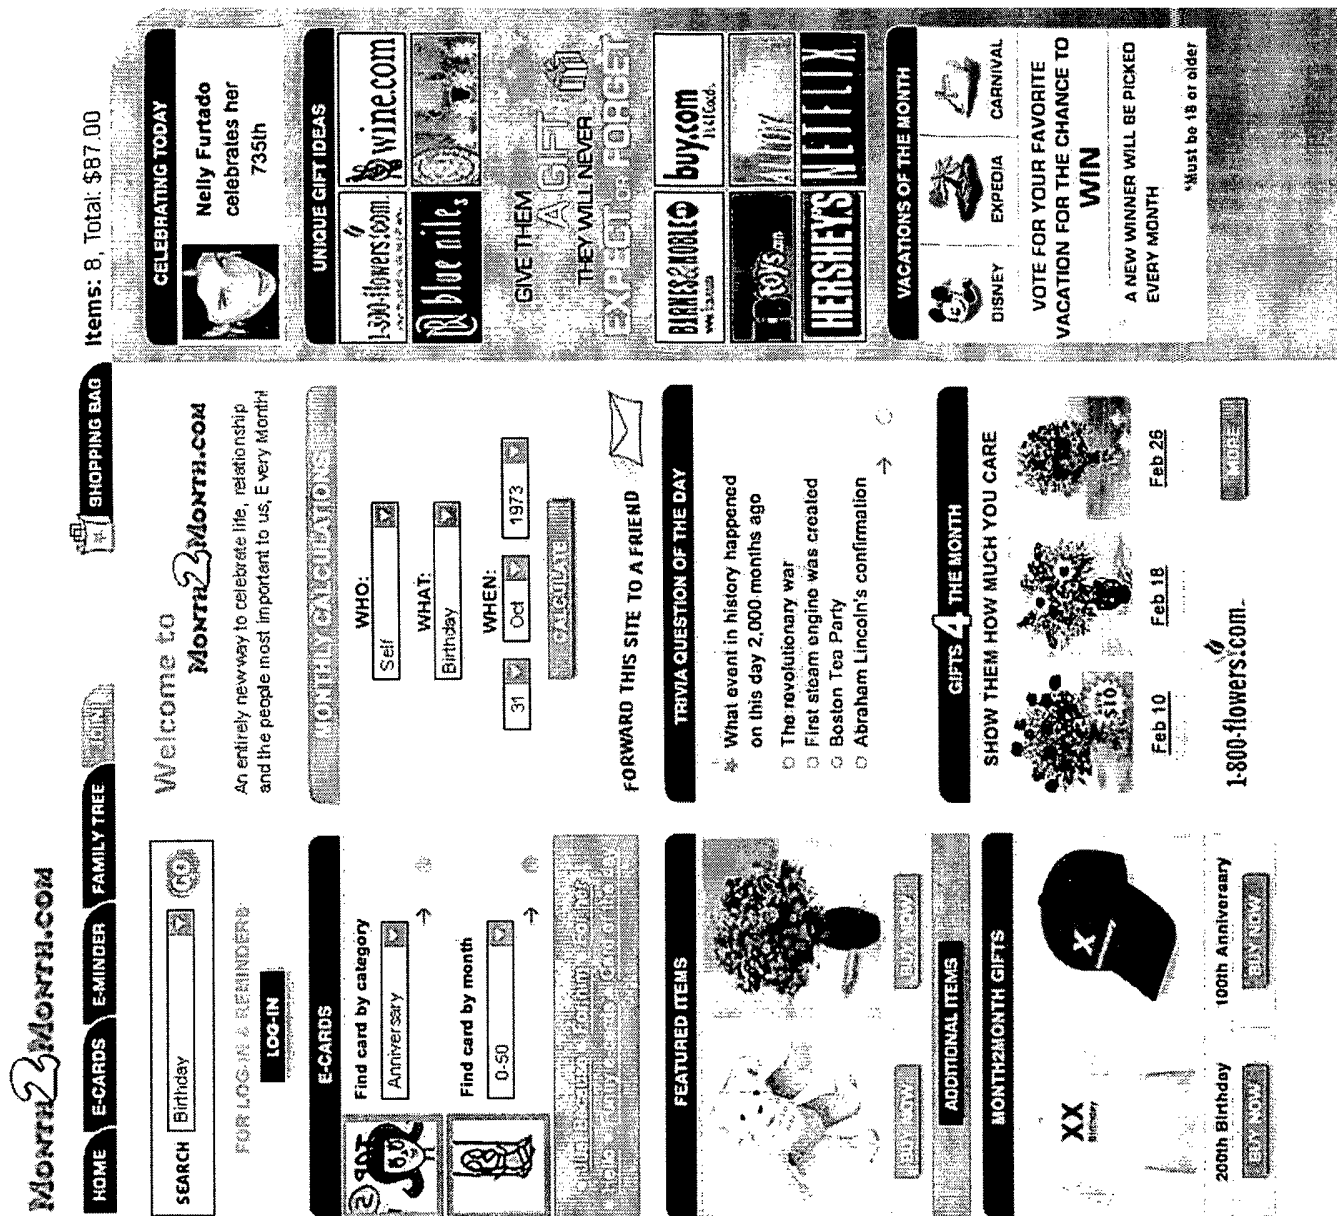 MONTH2MONTH.COM
HOME
E-CARDS
E-MINDER
FAMILY TREE
SHOPPING BAG
Items: 8, Total: $87.00
SEARCH
Birthday
GO
FOR LOG-IN & REMINDERS
LOG-IN
E-CARDS
Find card by category
Anniversary
Find card by month
0-50
FEATURED ITEMS
BUY NOW
BUY NOW
ADDITIONAL ITEMS
MONTH2MONTH GIFTS
XX
X
200th Birthday
100th Anniversary
BUY NOW
BUY NOW
Welcome to
MONTH2MONTH.COM
An entirely new way to celebrate life, relationship
and the people most important to us, Every Month!
MONTHLY CALCULATIONS
WHO:
Self
WHAT:
Birthday
WHEN:
31
Oct
1973
CALCULATE
FORWARD THIS SITE TO A FRIEND
TRIVIA QUESTION OF THE DAY
What event in history happened
on this day 2,000 months ago
The revolutionary war
First steam engine was created
Boston Tea Party
Abraham Lincoln's confirmation
GIFTS 4 THE MONTH
SHOW THEM HOW MUCH YOU CARE
$10
Feb 10
Feb 18
Feb 26
1-800-flowers.com
MORE
CELEBRATING TODAY
Nelly Furtado
celebrates her
735th
UNIQUE GIFT IDEAS
1-800-flowers.com
wine.com
blue nile
GIVE THEM
A GIFT
THEY WILL NEVER
EXPECT OR FORGET
BARNES&NOBLE
buy.com
toys
HERSHEY'S
NETFLIX
VACATIONS OF THE MONTH
DISNEY
EXPEDIA
CARNIVAL
VOTE FOR YOUR FAVORITE
VACATION FOR THE CHANCE TO
WIN
A NEW WINNER WILL BE PICKED
EVERY MONTH
*Must be 18 or older